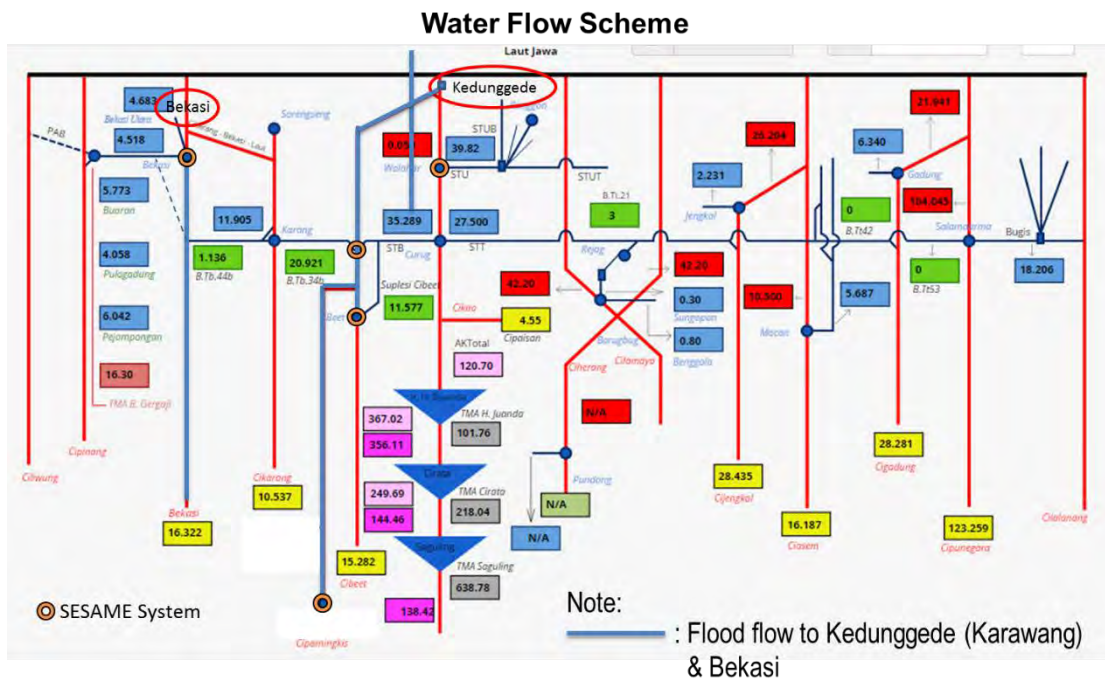 Water Flow Scheme
Laut Jawa
4.683
Bekasi
Kedunggede
Bekasi Utara
Sorengseng
PAB
4.518
Bekasi
STUB
39.82
Walahar
STU
STUT
5.773
Buaran
11.905
Karang
35.289
27.500
STB
Curug
STT
B.Tt.21
3
2.231
Jengkol
26.204
6.340
Gadung
21.941
104.045
0
B.Tt42
Salamdarma
Bugis
18.206
0
B.Tt53
4.058
Pulogadung
1.136
B.Tb.44b
20.921
B.Tb.34b
Suplesi Cibeet
11.577
Beet
42.20
42.20
0.30
Sungapan
Barugbug
0.80
Benggala
10.500
5.687
Macan
6.042
Pejompongan
Cikao
4.55
Cipaisan
AKTotal
120.70
Ciherang
Cilamaya
16.30
TMA B. Gergaji
367.02
356.11
TMA H. Juanda
101.76
N/A
Cirata
249.69
144.46
TMA Cirata
218.04
Pundong
N/A
N/A
Saguling
TMA Saguling
638.78
138.42
Ciliwung
Cipinang
Bekasi
16.322
Cikarang
10.537
15.282
Cibeet
Cipamingkis
28.435
Cijengkol
16.187
Ciasem
28.281
Cigadung
123.259
Cipunegara
Cilalanang
SESAME System
Note:
: Flood flow to Kedunggede (Karawang)
& Bekasi